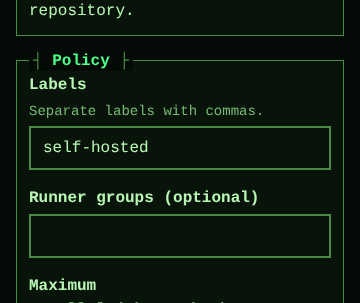 repository.
Policy
Labels
Separate labels with commas.
self-hosted
Runner groups (optional)
Maximum